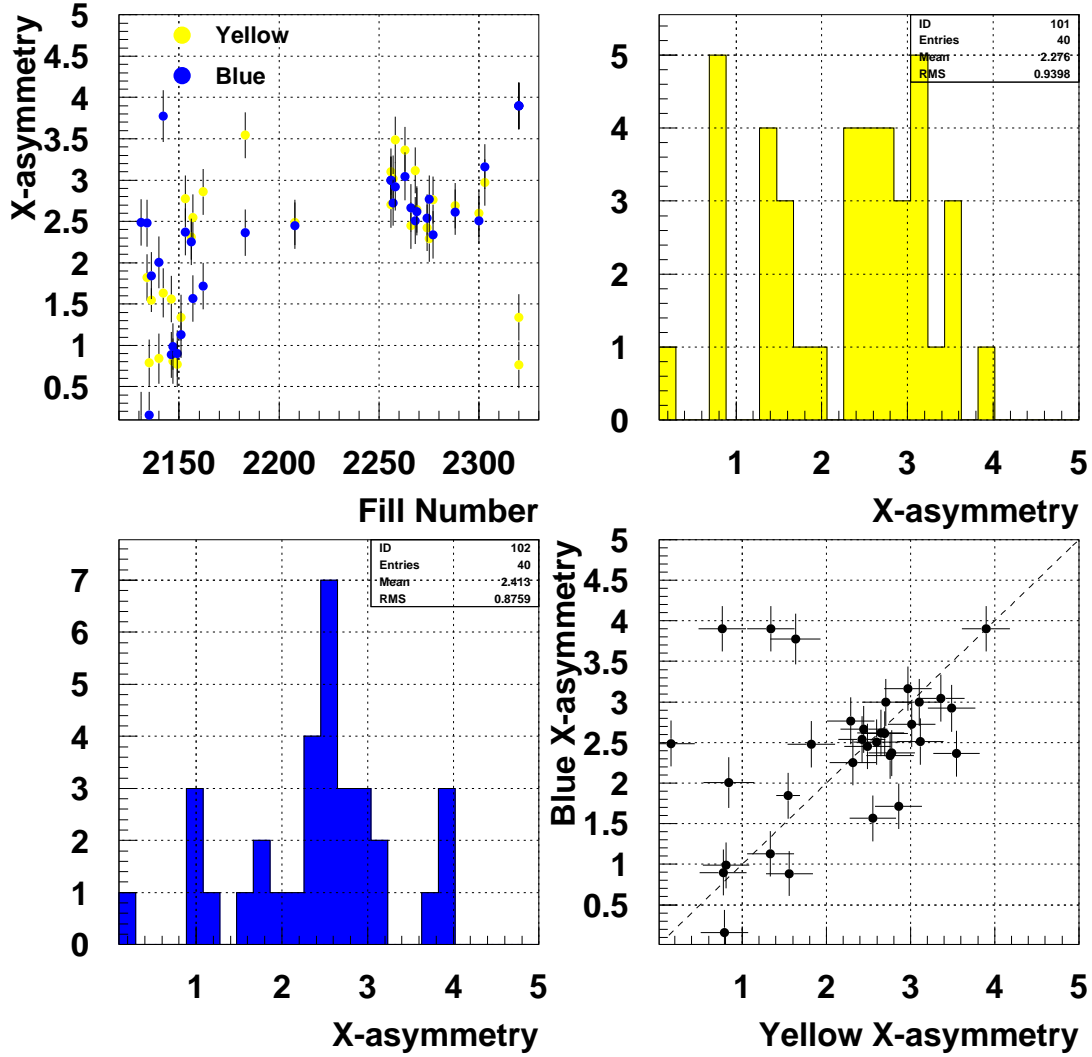 X-asymmetry
Yellow
Blue
5
4.5
4
3.5
3
2.5
2
1.5
1
0.5
2150 2200 2250 2300
Fill Number
ID 101
Entries 40
Mean 2.276
RMS 0.9398
5
4
3
2
1
0
1 2 3 4 5
X-asymmetry
ID 102
Entries 40
Mean 2.413
RMS 0.8759
7
6
5
4
3
2
1
0
1 2 3 4 5
X-asymmetry
Blue X-asymmetry
5
4.5
4
3.5
3
2.5
2
1.5
1
0.5
1 2 3 4 5
Yellow X-asymmetry